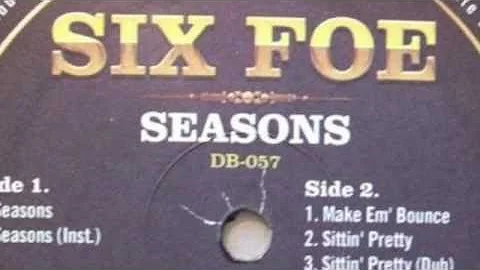 SIX FOE
SEASONS
DB-057
de 1.
Seasons
Seasons (Inst.)
Side 2.
1. Make Em' Bounce
2. Sittin' Pretty
3. Sittin' Pretty (Dub)